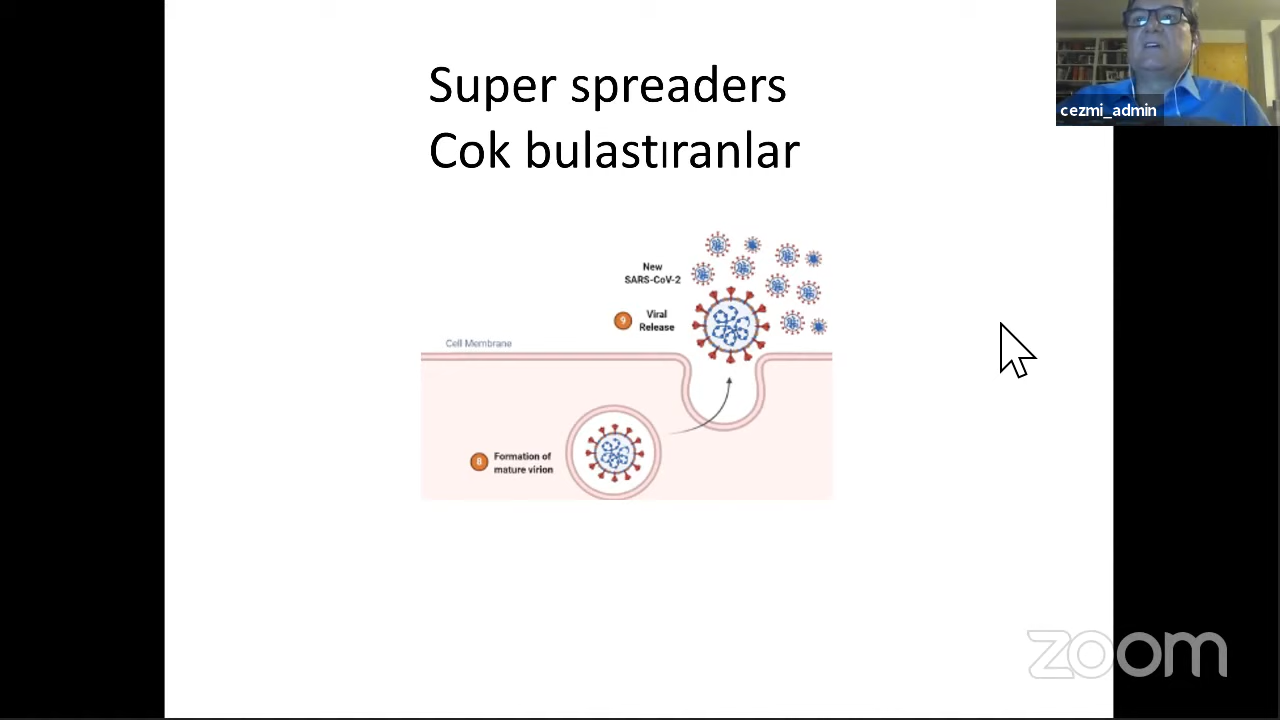 Super spreaders
Cok bulastıranlar
cezmi_admin
New
SARS-CoV-2
9
Viral
Release
Cell Membrane
8
Formation of
mature virion
zoom